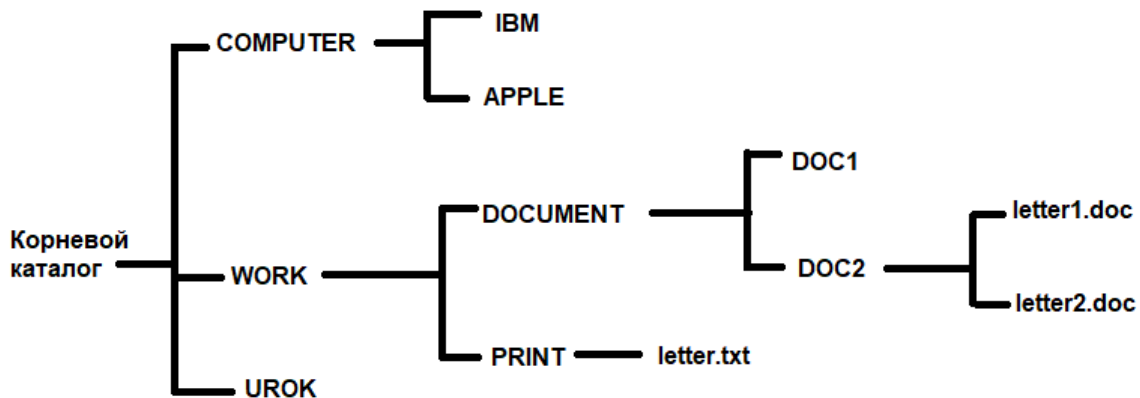 IBM
COMPUTER
APPLE
DOC1
DOCUMENT
letter1.doc
Корневой
каталог
WORK
DOC2
letter2.doc
PRINT
letter.txt
UROK